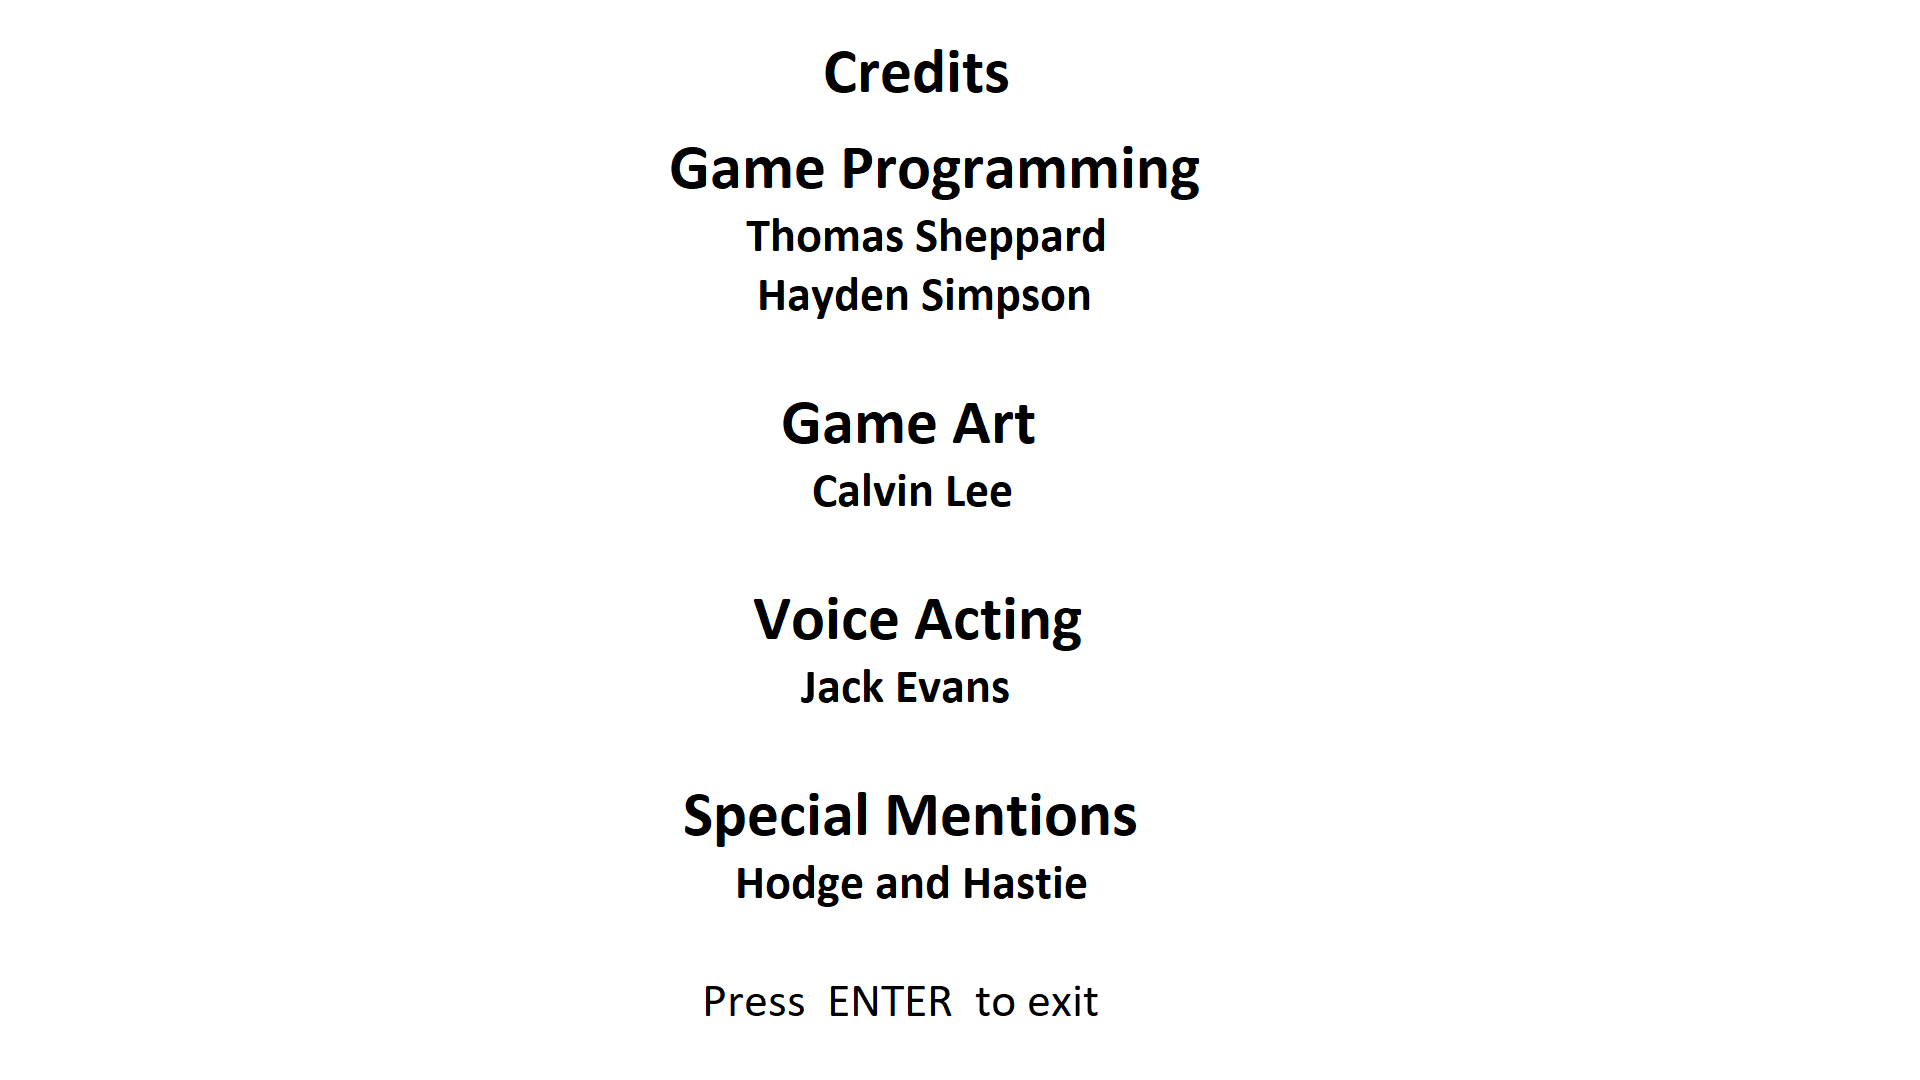 Credits
Game Programming
Thomas Sheppard
Hayden Simpson
Game Art
Calvin Lee
Voice Acting
Jack Evans
Special Mentions
Hodge and Hastie
Press  ENTER  to exit